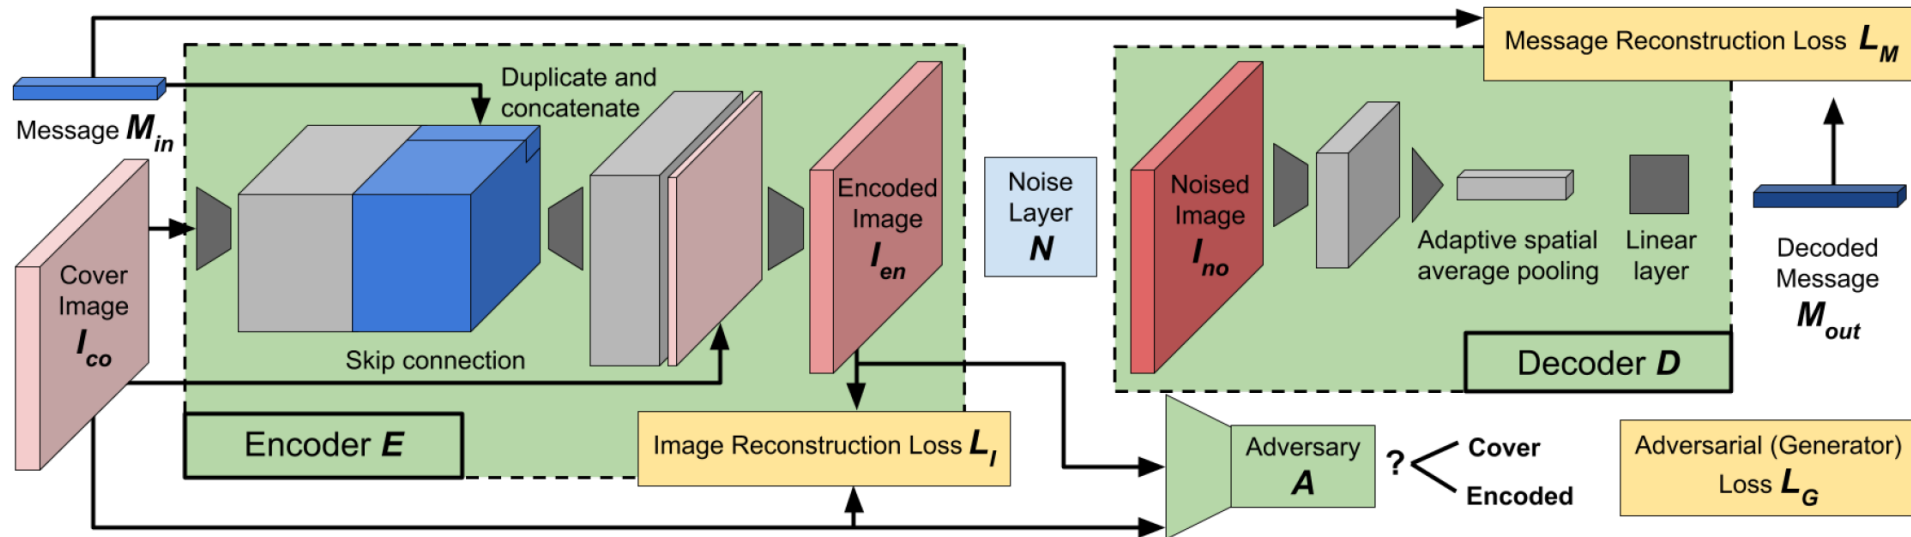 Message M_in
Duplicate and
concatenate
Cover
Image
I_co
Skip connection
Encoder E
Encoded
Image
I_en
Image Reconstruction Loss L_I
Noise
Layer
N
Noised
Image
I_no
Adaptive spatial
average pooling
Linear
layer
Decoder D
Message Reconstruction Loss L_M
Decoded
Message
M_out
Adversary
A
?
Cover
Encoded
Adversarial (Generator)
Loss L_G